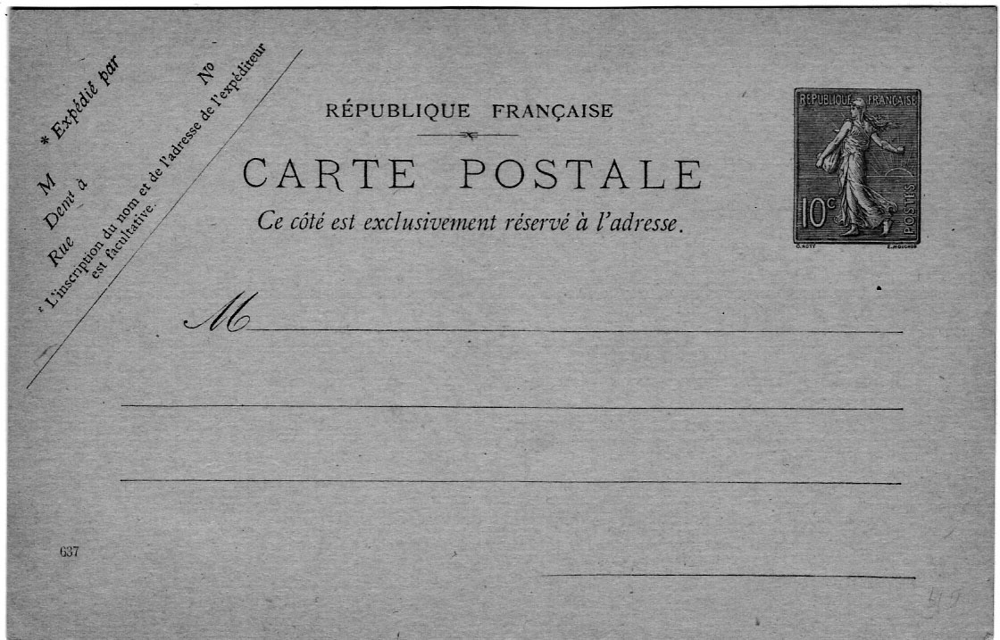 * Expédié par
M
Demt à
Rue
No
* L'inscription du nom et de l'adresse de l'expéditeur
est facultative.
RÉPUBLIQUE FRANÇAISE
CARTE POSTALE
Ce côté est exclusivement réservé à l'adresse.
REPUBLIQUE FRANÇAISE
10c
POSTES
O. ROTY
E. MOUCHON
M
637
49